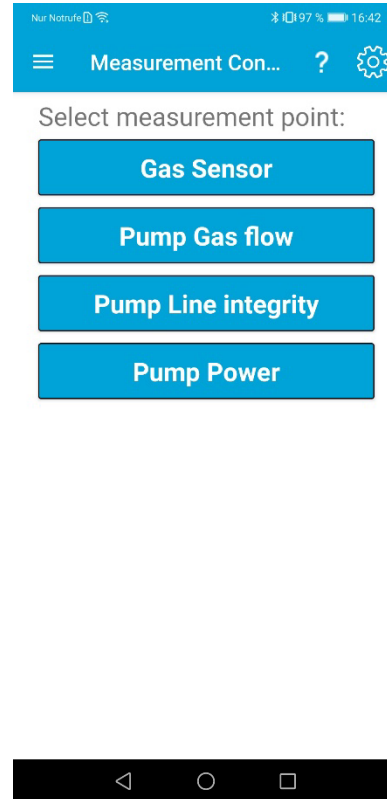 Nur Notrufe 97 % 16:42
Measurement Con... ?
Select measurement point:
Gas Sensor
Pump Gas flow
Pump Line integrity
Pump Power